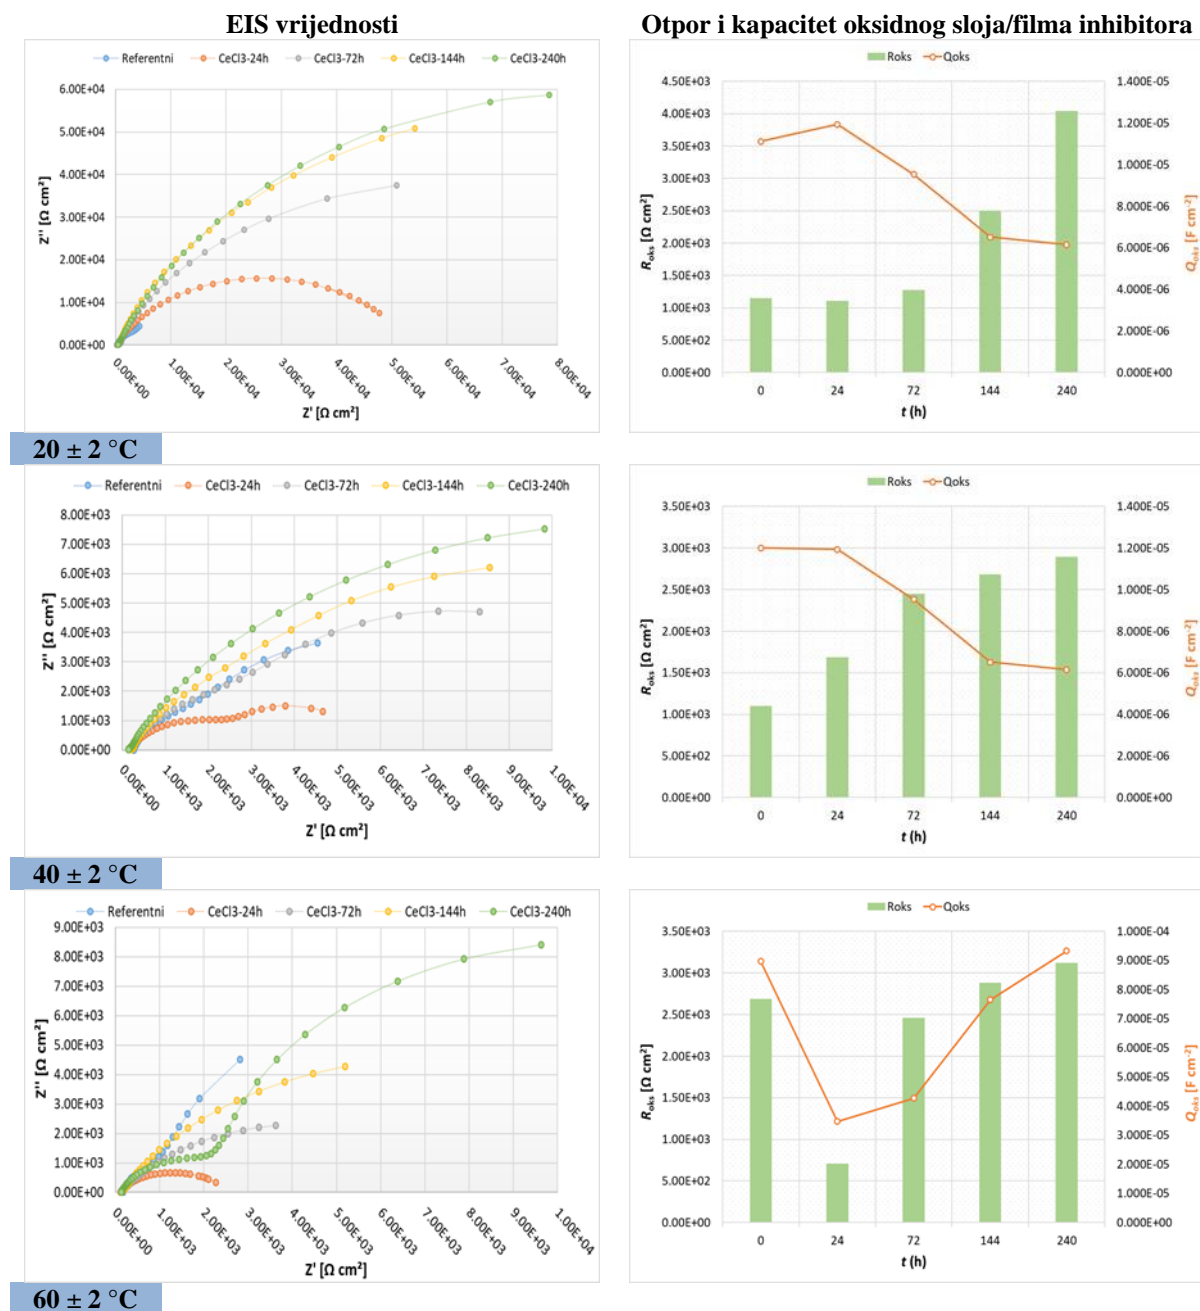 EIS vrijednosti
Otpor i kapacitet oksidnog sloja/filma inhibitora
Referentni CeCl3-24h CeCl3-72h CeCl3-144h CeCl3-240h
6.00E+04
5.00E+04
4.00E+04
3.00E+04
2.00E+04
1.00E+04
0.00E+00
Z'' [Ω cm²]
0.00E+00 1.00E+04 2.00E+04 3.00E+04 4.00E+04 5.00E+04 6.00E+04 7.00E+04 8.00E+04
Z' [Ω cm²]
Roks Qoks
4.50E+03
4.00E+03
3.50E+03
3.00E+03
2.50E+03
2.00E+03
1.50E+03
1.00E+03
5.00E+02
0.00E+00
Roks [Ω cm²]
1.400E-05
1.200E-05
1.000E-05
8.000E-06
6.000E-06
4.000E-06
2.000E-06
0.000E+00
Qoks [F cm⁻²]
0 24 72 144 240
t (h)
20 ± 2 °C
Referentni CeCl3-24h CeCl3-72h CeCl3-144h CeCl3-240h
8.00E+03
7.00E+03
6.00E+03
5.00E+03
4.00E+03
3.00E+03
2.00E+03
1.00E+03
0.00E+00
Z'' [Ω cm²]
0.00E+00 1.00E+03 2.00E+03 3.00E+03 4.00E+03 5.00E+03 6.00E+03 7.00E+03 8.00E+03 9.00E+03 1.00E+04
Z' [Ω cm²]
Roks Qoks
3.50E+03
3.00E+03
2.50E+03
2.00E+03
1.50E+03
1.00E+03
5.00E+02
0.00E+00
Roks [Ω cm²]
1.400E-05
1.200E-05
1.000E-05
8.000E-06
6.000E-06
4.000E-06
2.000E-06
0.000E+00
Qoks [F cm⁻²]
0 24 72 144 240
t (h)
40 ± 2 °C
Referentni CeCl3-24h CeCl3-72h CeCl3-144h CeCl3-240h
9.00E+03
8.00E+03
7.00E+03
6.00E+03
5.00E+03
4.00E+03
3.00E+03
2.00E+03
1.00E+03
0.00E+00
Z'' [Ω cm²]
0.00E+00 1.00E+03 2.00E+03 3.00E+03 4.00E+03 5.00E+03 6.00E+03 7.00E+03 8.00E+03 9.00E+03 1.00E+04
Z' [Ω cm²]
Roks Qoks
3.50E+03
3.00E+03
2.50E+03
2.00E+03
1.50E+03
1.00E+03
5.00E+02
0.00E+00
Roks [Ω cm²]
1.000E-04
9.000E-05
8.000E-05
7.000E-05
6.000E-05
5.000E-05
4.000E-05
3.000E-05
2.000E-05
1.000E-05
0.000E+00
Qoks [F cm⁻²]
0 24 72 144 240
t (h)
60 ± 2 °C